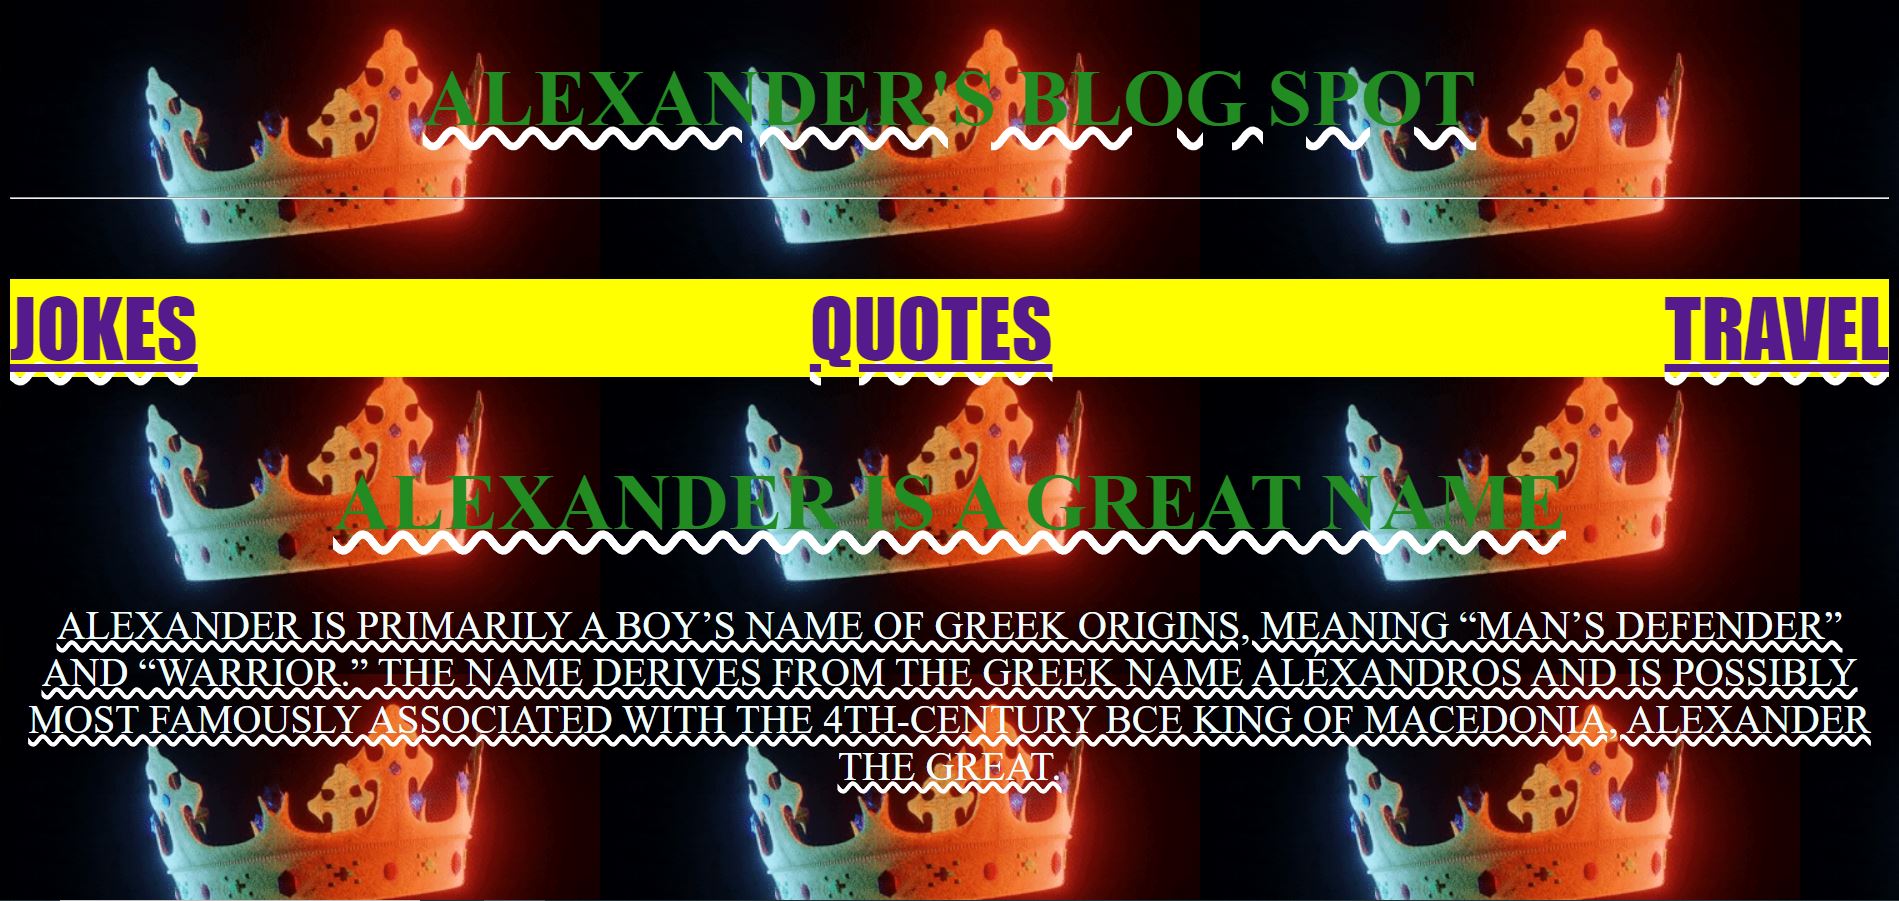 ALEXANDER'S BLOG SPOT
JOKES QUOTES TRAVEL
ALEXANDER IS A GREAT NAME
ALEXANDER IS PRIMARILY A BOY’S NAME OF GREEK ORIGINS, MEANING “MAN’S DEFENDER”
AND “WARRIOR.” THE NAME DERIVES FROM THE GREEK NAME ALÉXANDROS AND IS POSSIBLY
MOST FAMOUSLY ASSOCIATED WITH THE 4TH-CENTURY BCE KING OF MACEDONIA, ALEXANDER
THE GREAT.